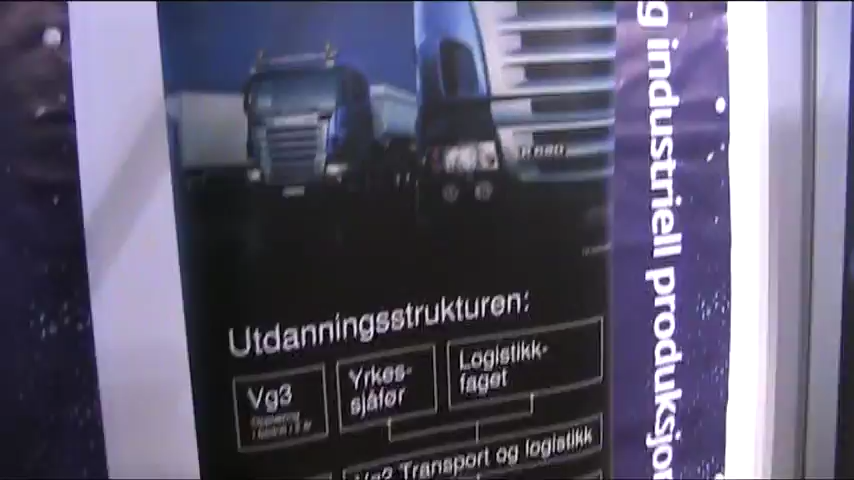 g industriell produksjon
Utdanningsstrukturen:
Vg3
Yrkes-
sjåfør
Logistikk-
faget
Vg2 Transport og logistikk